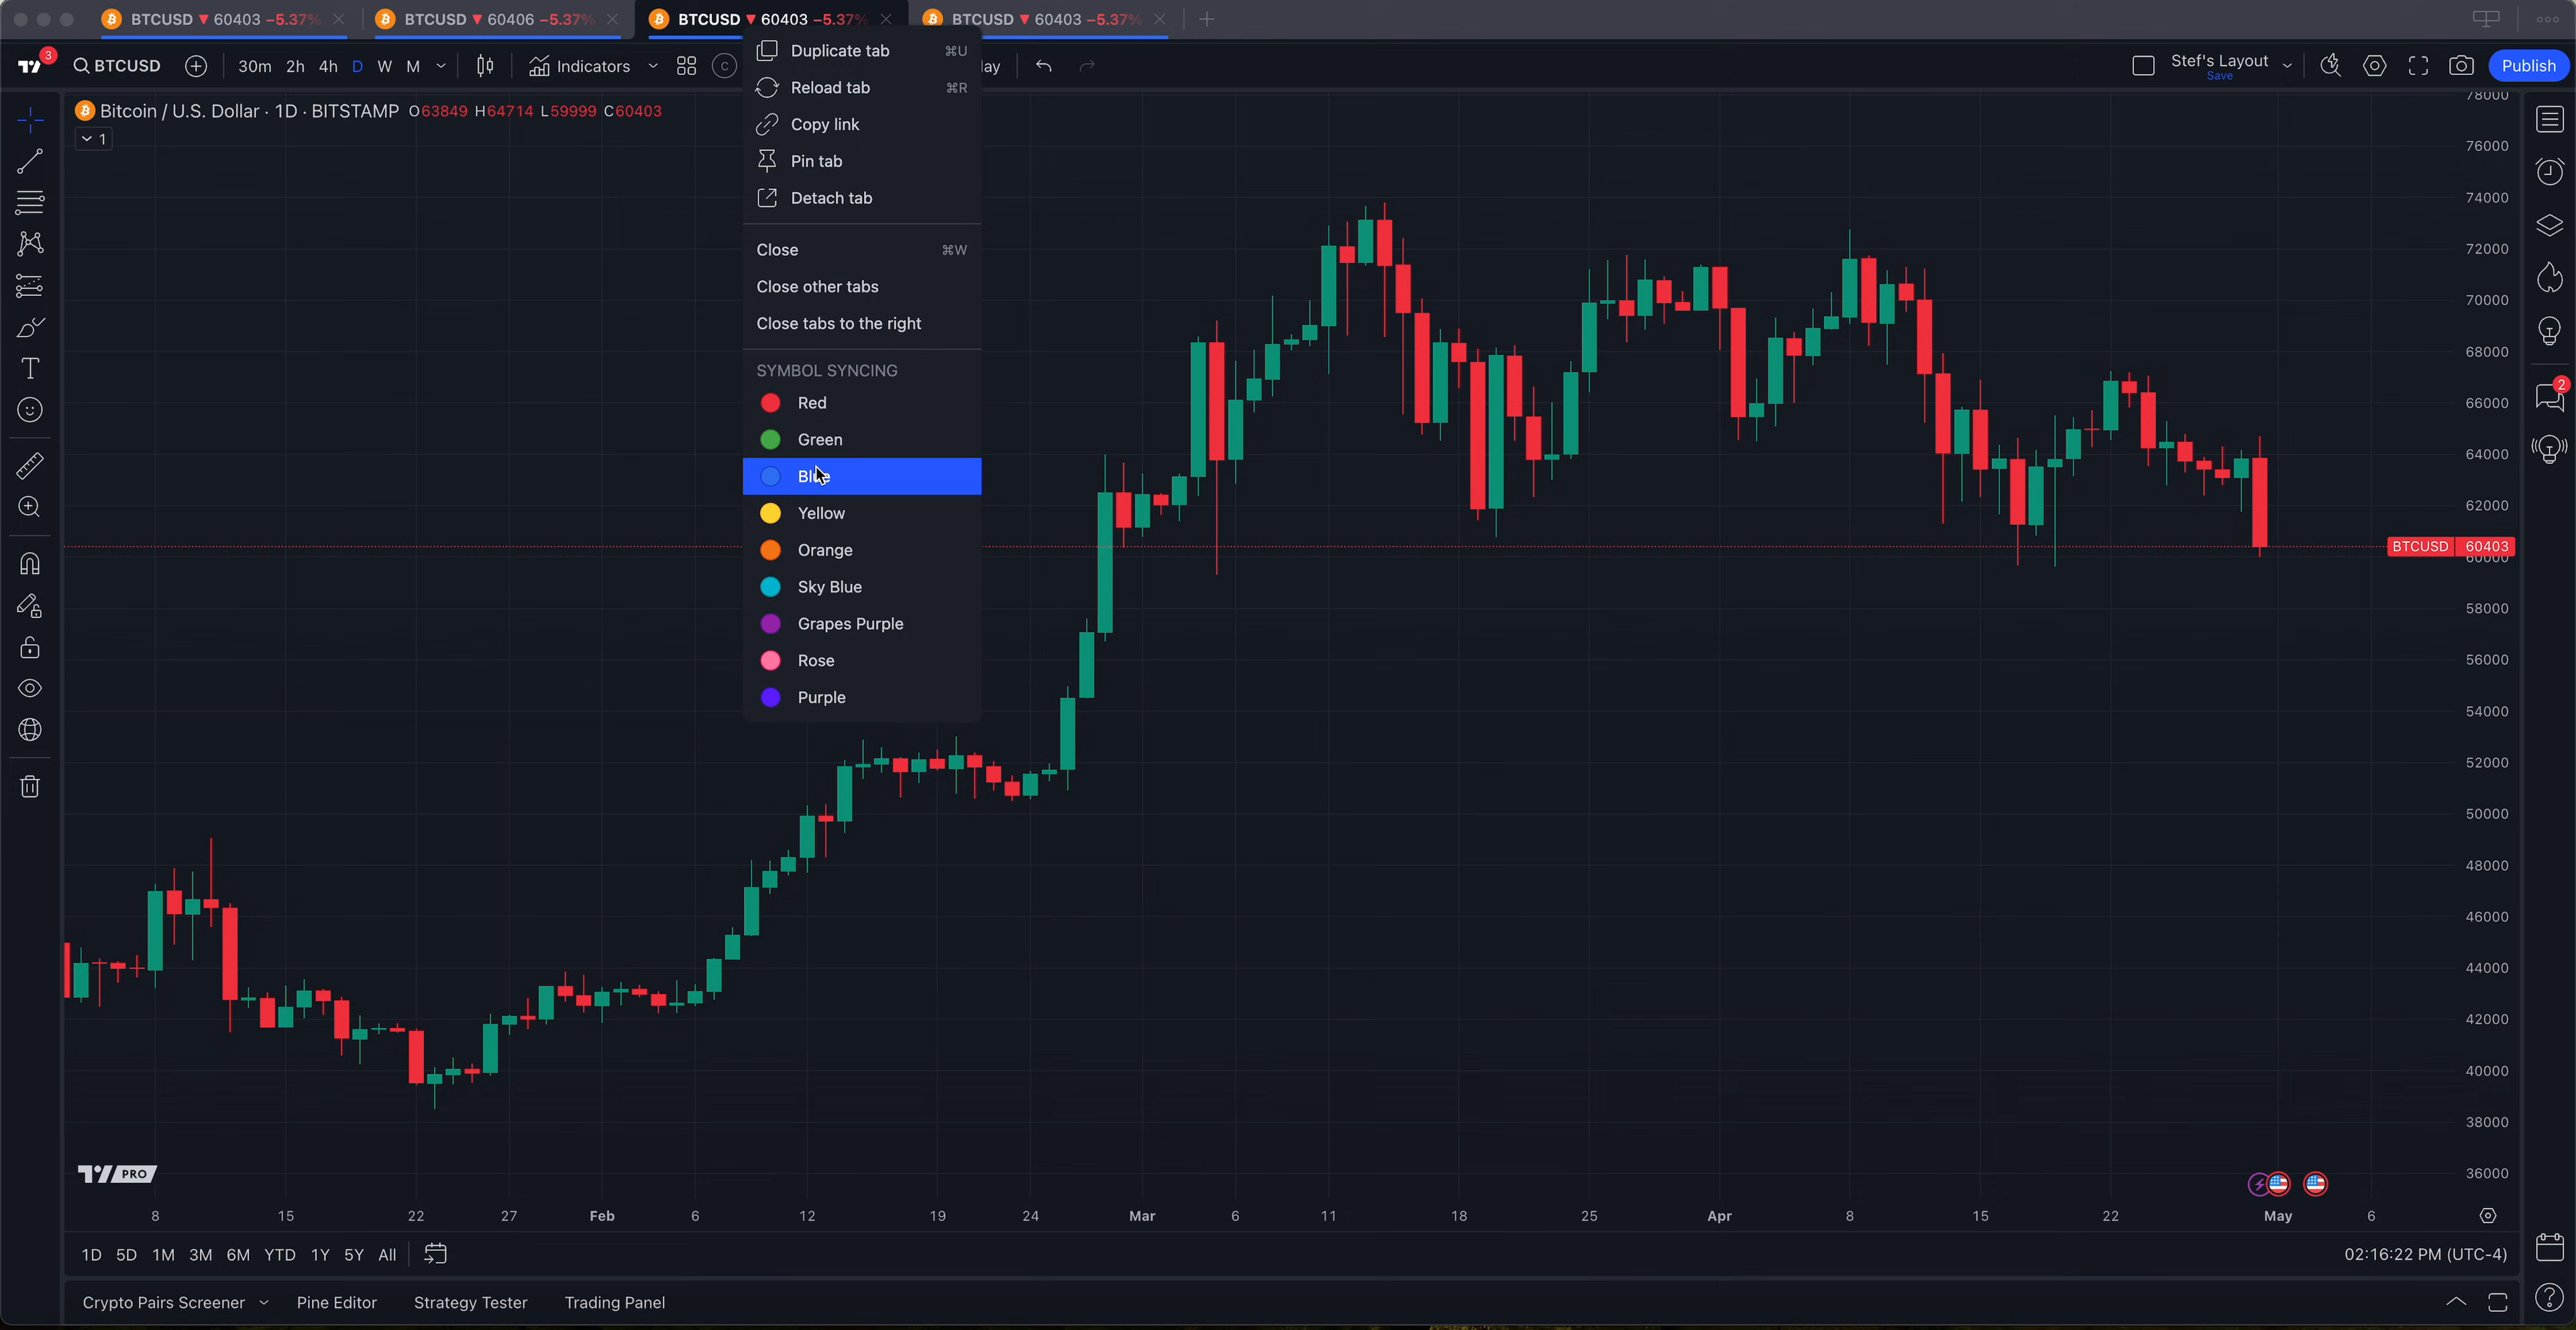 BTCUSD ▼ 60403 −5.37%
BTCUSD ▼ 60406 −5.37%
BTCUSD ▼ 60403 −5.37%
BTCUSD ▼ 60403 −5.37%
3
BTCUSD
30m 2h 4h D W M
Indicators
C
lay
Stef's Layout
Save
Publish
Bitcoin / U.S. Dollar · 1D · BITSTAMP O63849 H64714 L59999 C60403
1
Duplicate tab ⌘U
Reload tab ⌘R
Copy link
Pin tab
Detach tab
Close ⌘W
Close other tabs
Close tabs to the right
SYMBOL SYNCING
Red
Green
Blue
Yellow
Orange
Sky Blue
Grapes Purple
Rose
Purple
78000
76000
74000
72000
70000
68000
66000
64000
62000
BTCUSD 60403
60000
58000
56000
54000
52000
50000
48000
46000
44000
42000
40000
38000
36000
2
PRO
8 15 22 27 Feb 6 12 19 24 Mar 6 11 18 25 Apr 8 15 22 May 6
1D 5D 1M 3M 6M YTD 1Y 5Y All
02:16:22 PM (UTC-4)
Crypto Pairs Screener Pine Editor Strategy Tester Trading Panel